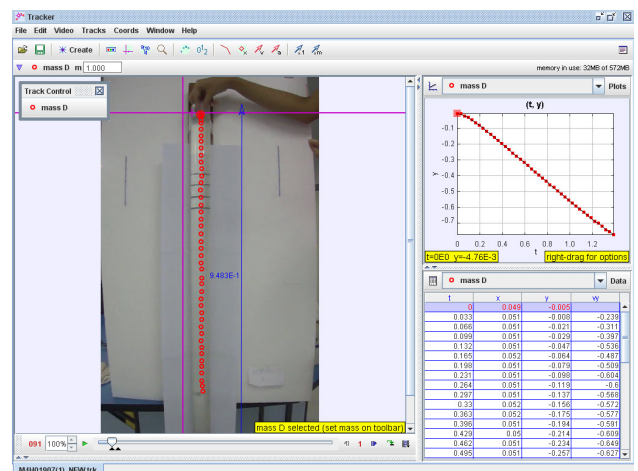 Tracker
File Edit Video Tracks Coords Window Help
Create
mass D m 1.000 memory in use: 32MB of 572MB
Track Control
mass D
9.483E-1
mass D selected (set mass on toolbar)
091 100% 1
mass D Plots
(t, y)
-0.1
-0.2
-0.3
-0.4
-0.5
-0.6
-0.7
y
0 0.2 0.4 0.6 0.8 1.0 1.2
t
t=0E0 y=-4.76E-3 right-drag for options
mass D Data
t x y vy
0 0.049 -0.005
0.033 0.051 -0.008 -0.239
0.066 0.051 -0.021 -0.311
0.099 0.051 -0.029 -0.397
0.132 0.051 -0.047 -0.536
0.165 0.052 -0.064 -0.487
0.198 0.051 -0.079 -0.509
0.231 0.051 -0.098 -0.604
0.264 0.051 -0.119 -0.6
0.297 0.051 -0.137 -0.568
0.33 0.052 -0.156 -0.572
0.363 0.052 -0.175 -0.577
0.396 0.051 -0.194 -0.591
0.429 0.05 -0.214 -0.609
0.462 0.051 -0.234 -0.649
0.495 0.051 -0.257 -0.627
M4H01907(1)_NEW.trk